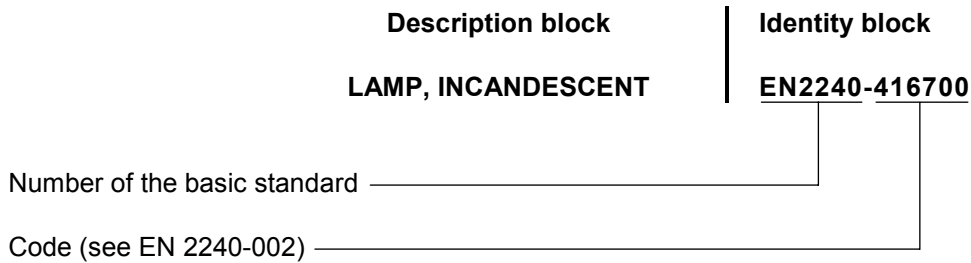 Description block Identity block
LAMP, INCANDESCENT EN2240-416700
Number of the basic standard
Code (see EN 2240-002)